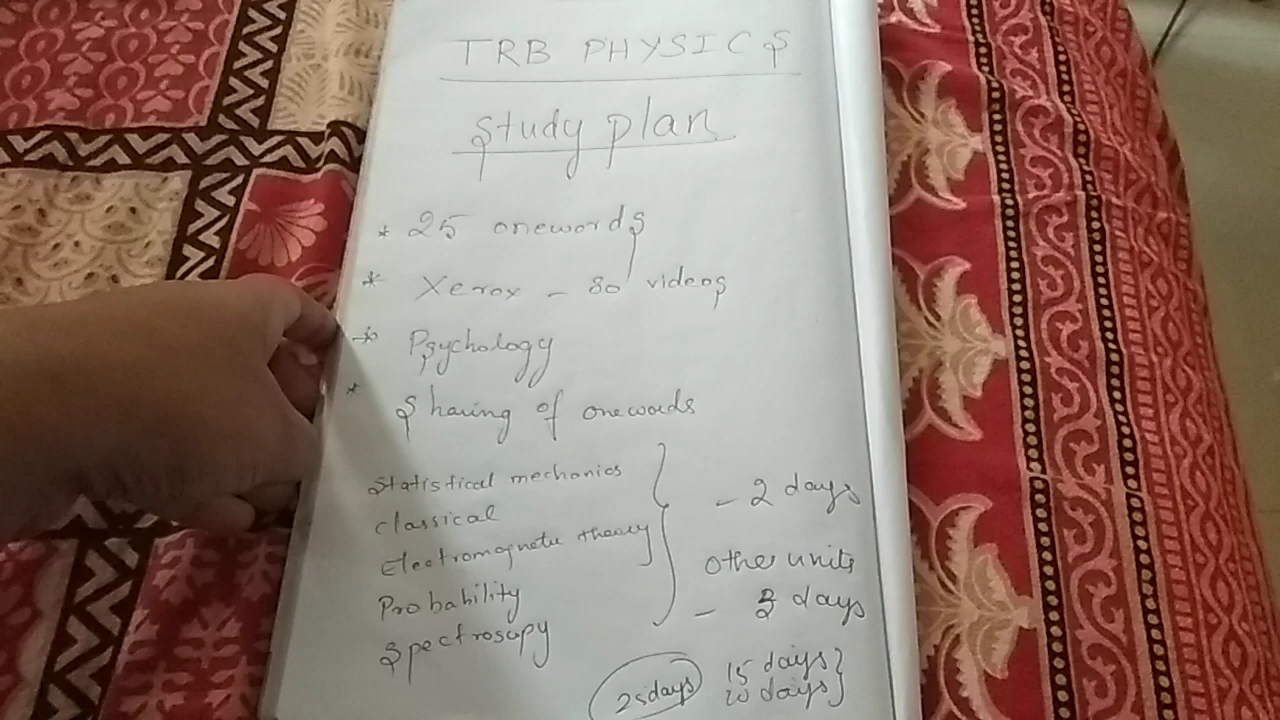 TRB PHYSICS
Study plan
* 25 onewords
* Xerox - 80 videos
* Psychology
* Sharing of onewords
Statistical mechanics
classical
Electromagnetic theory
Probability
Spectroscopy
- 2 days
other units
- 3 days
15 days
25days 20 days